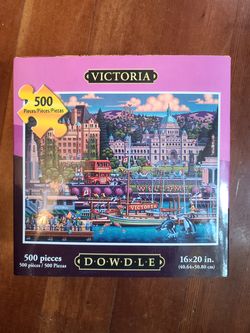 VICTORIA
500
Pieces/Pièces/Piezas
VICTORIA
500 pieces
500 pièces / 500 Piezas
DOWDLE
16x20 in.
(40.64x50.80 cm)